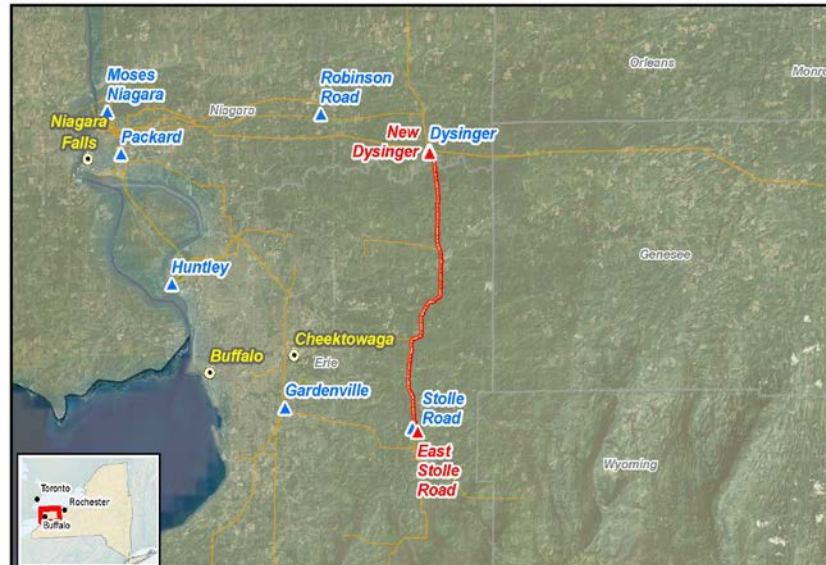 Moses
Niagara
Niagara
Falls
Packard
Niagara
Robinson
Road
Orleans
Monro
New
Dysinger
Dysinger
Huntley
Genesee
Cheektowaga
Erie
Buffalo
Gardenville
Stolle
Road
East
Stolle
Road
Wyoming
Toronto
Rochester
Buffalo